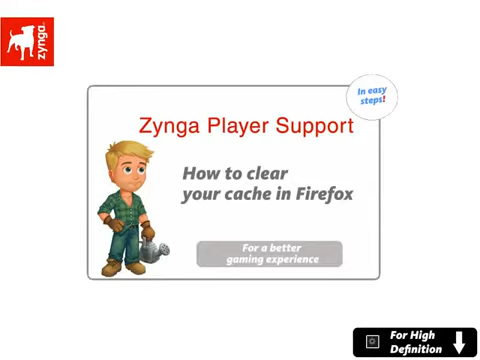 zynga
In easy
steps!
Zynga Player Support
How to clear
your cache in Firefox
For a better
gaming experience
For High
Definition